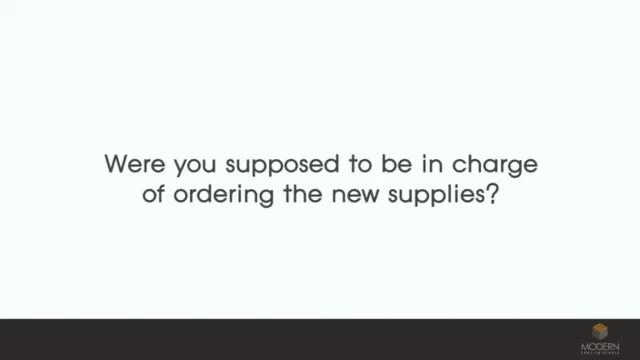 Were you supposed to be in charge
of ordering the new supplies?
MODERN